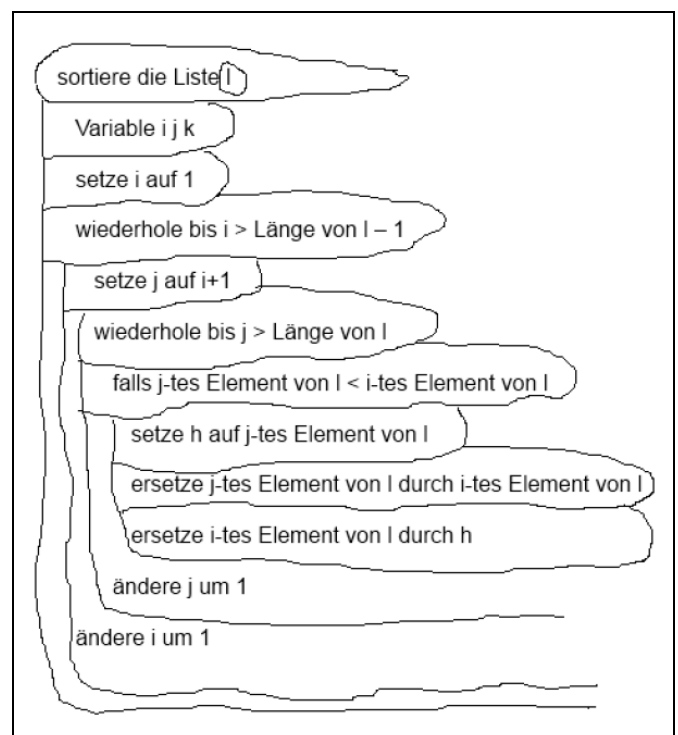 sortiere die Liste l
Variable i j k
setze i auf 1
wiederhole bis i > Länge von l – 1
setze j auf i+1
wiederhole bis j > Länge von l
falls j-tes Element von l < i-tes Element von l
setze h auf j-tes Element von l
ersetze j-tes Element von l durch i-tes Element von l
ersetze i-tes Element von l durch h
ändere j um 1
ändere i um 1